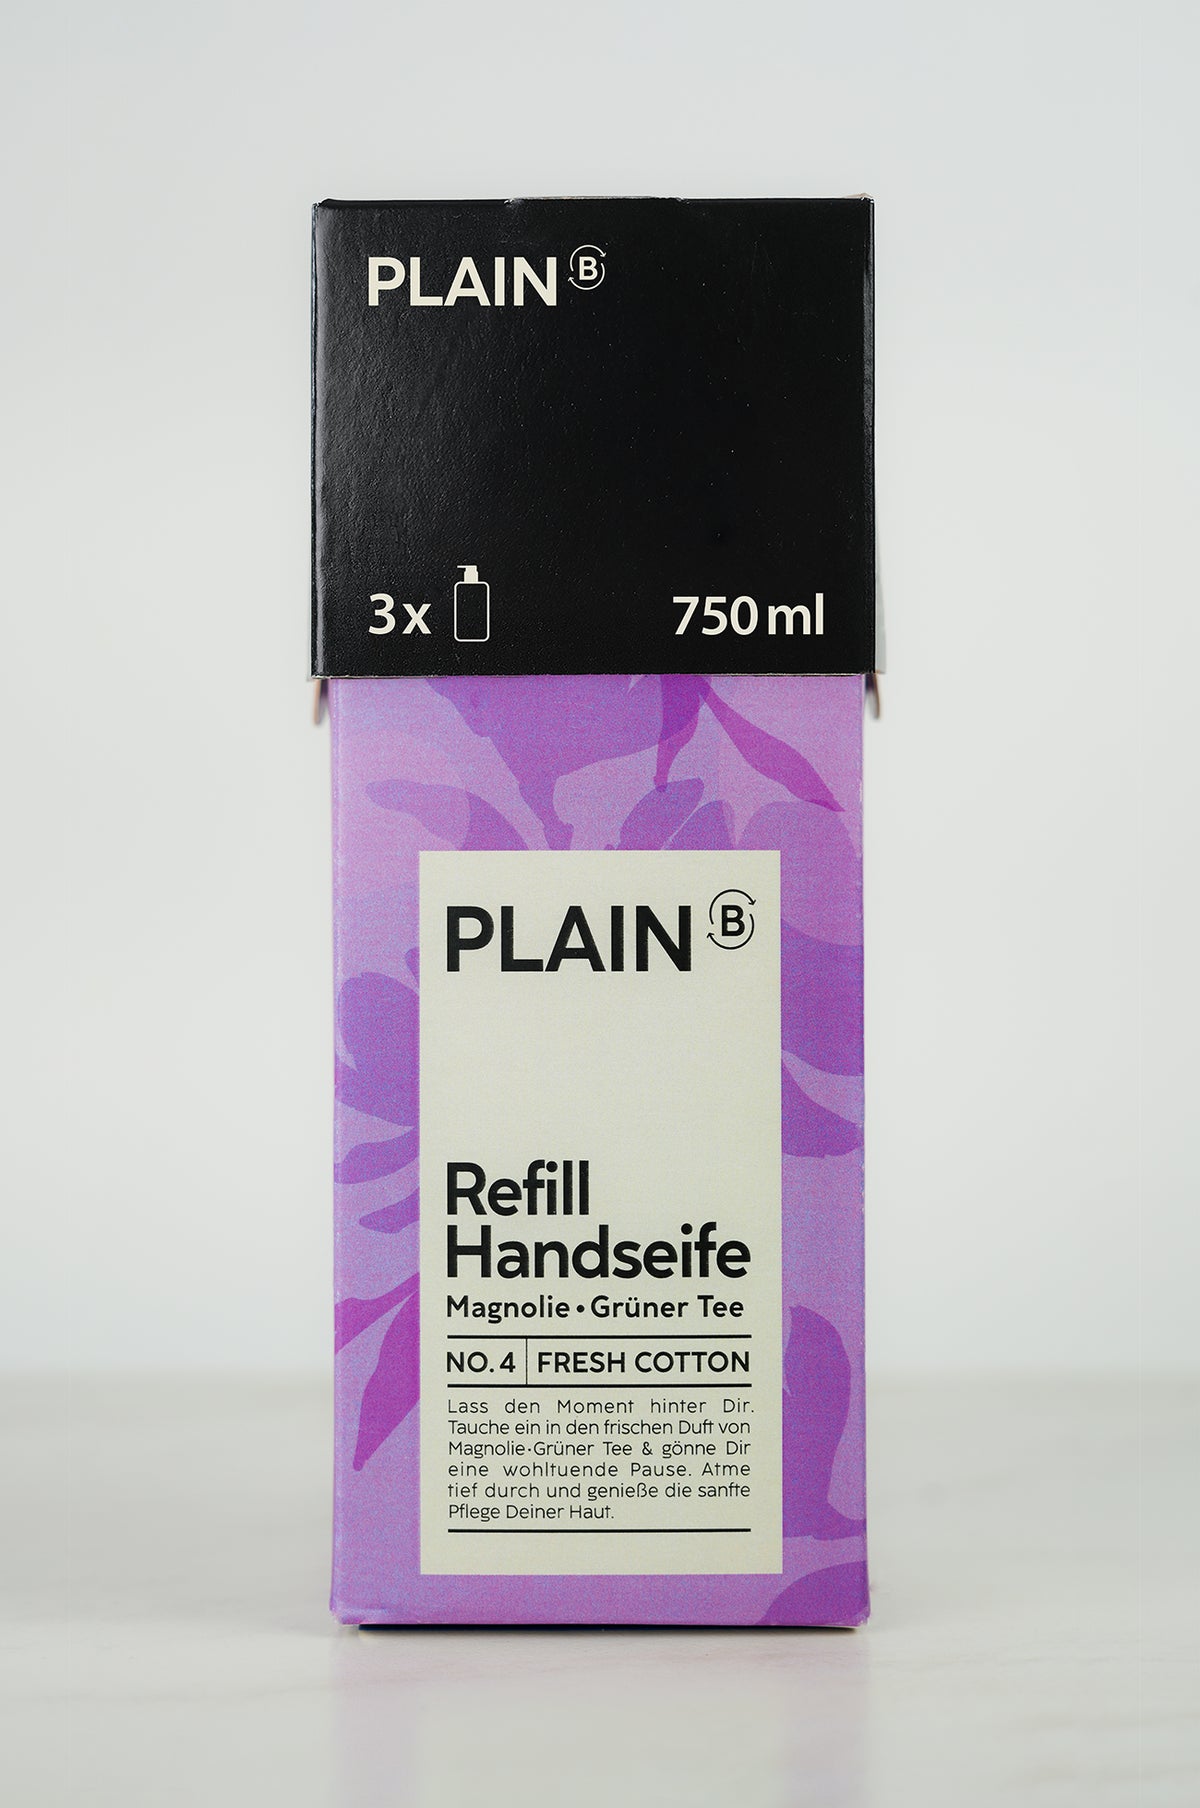 PLAIN B
3x 750 ml
PLAIN B
Refill
Handseife
Magnolie • Grüner Tee
NO. 4 FRESH COTTON
Lass den Moment hinter Dir.
Tauche ein in den frischen Duft von
Magnolie·Grüner Tee & gönne Dir
eine wohltuende Pause. Atme
tief durch und genieße die sanfte
Pflege Deiner Haut.